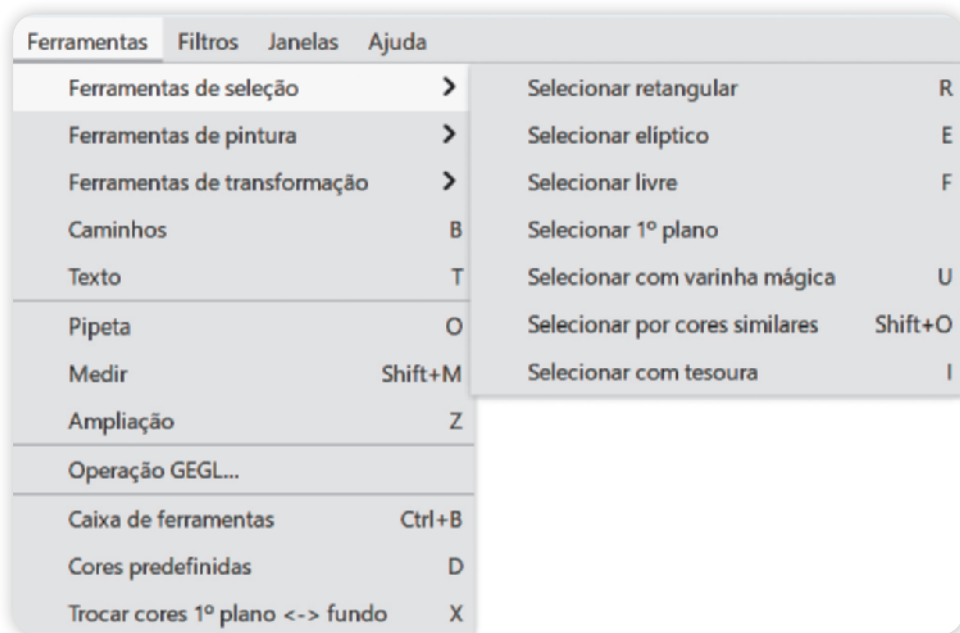 Ferramentas Filtros Janelas Ajuda
Ferramentas de seleção >
Ferramentas de pintura >
Ferramentas de transformação >
Caminhos B
Texto T
Pipeta O
Medir Shift+M
Ampliação Z
Operação GEGL...
Caixa de ferramentas Ctrl+B
Cores predefinidas D
Trocar cores 1º plano <-> fundo X
Selecionar retangular R
Selecionar elíptico E
Selecionar livre F
Selecionar 1º plano
Selecionar com varinha mágica U
Selecionar por cores similares Shift+O
Selecionar com tesoura I